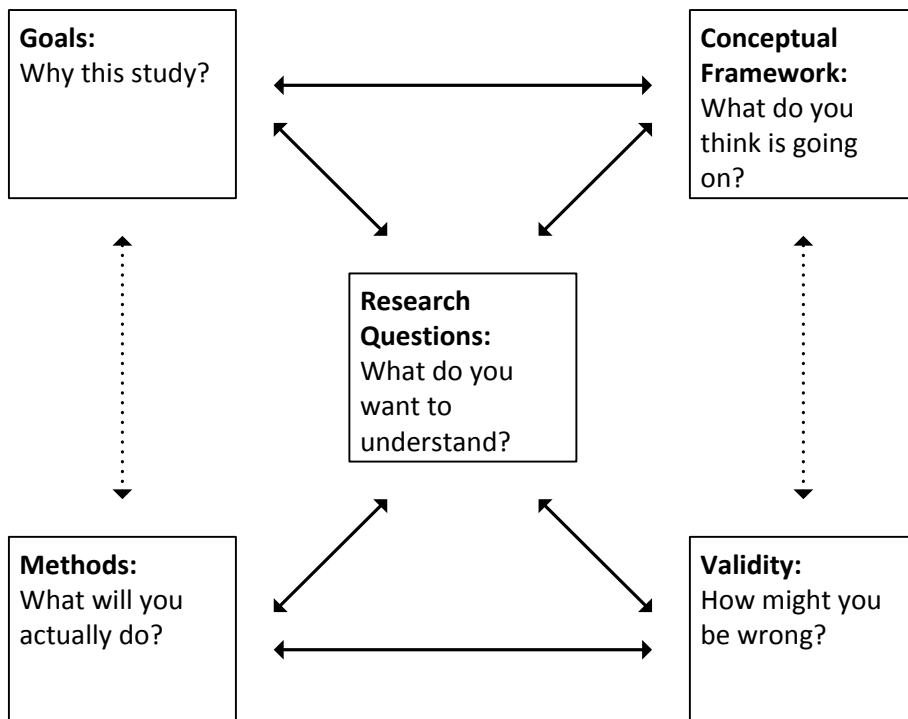 Goals:
Why this study?
Conceptual
Framework:
What do you
think is going
on?
Research
Questions:
What do you
want to
understand?
Methods:
What will you
actually do?
Validity:
How might you
be wrong?